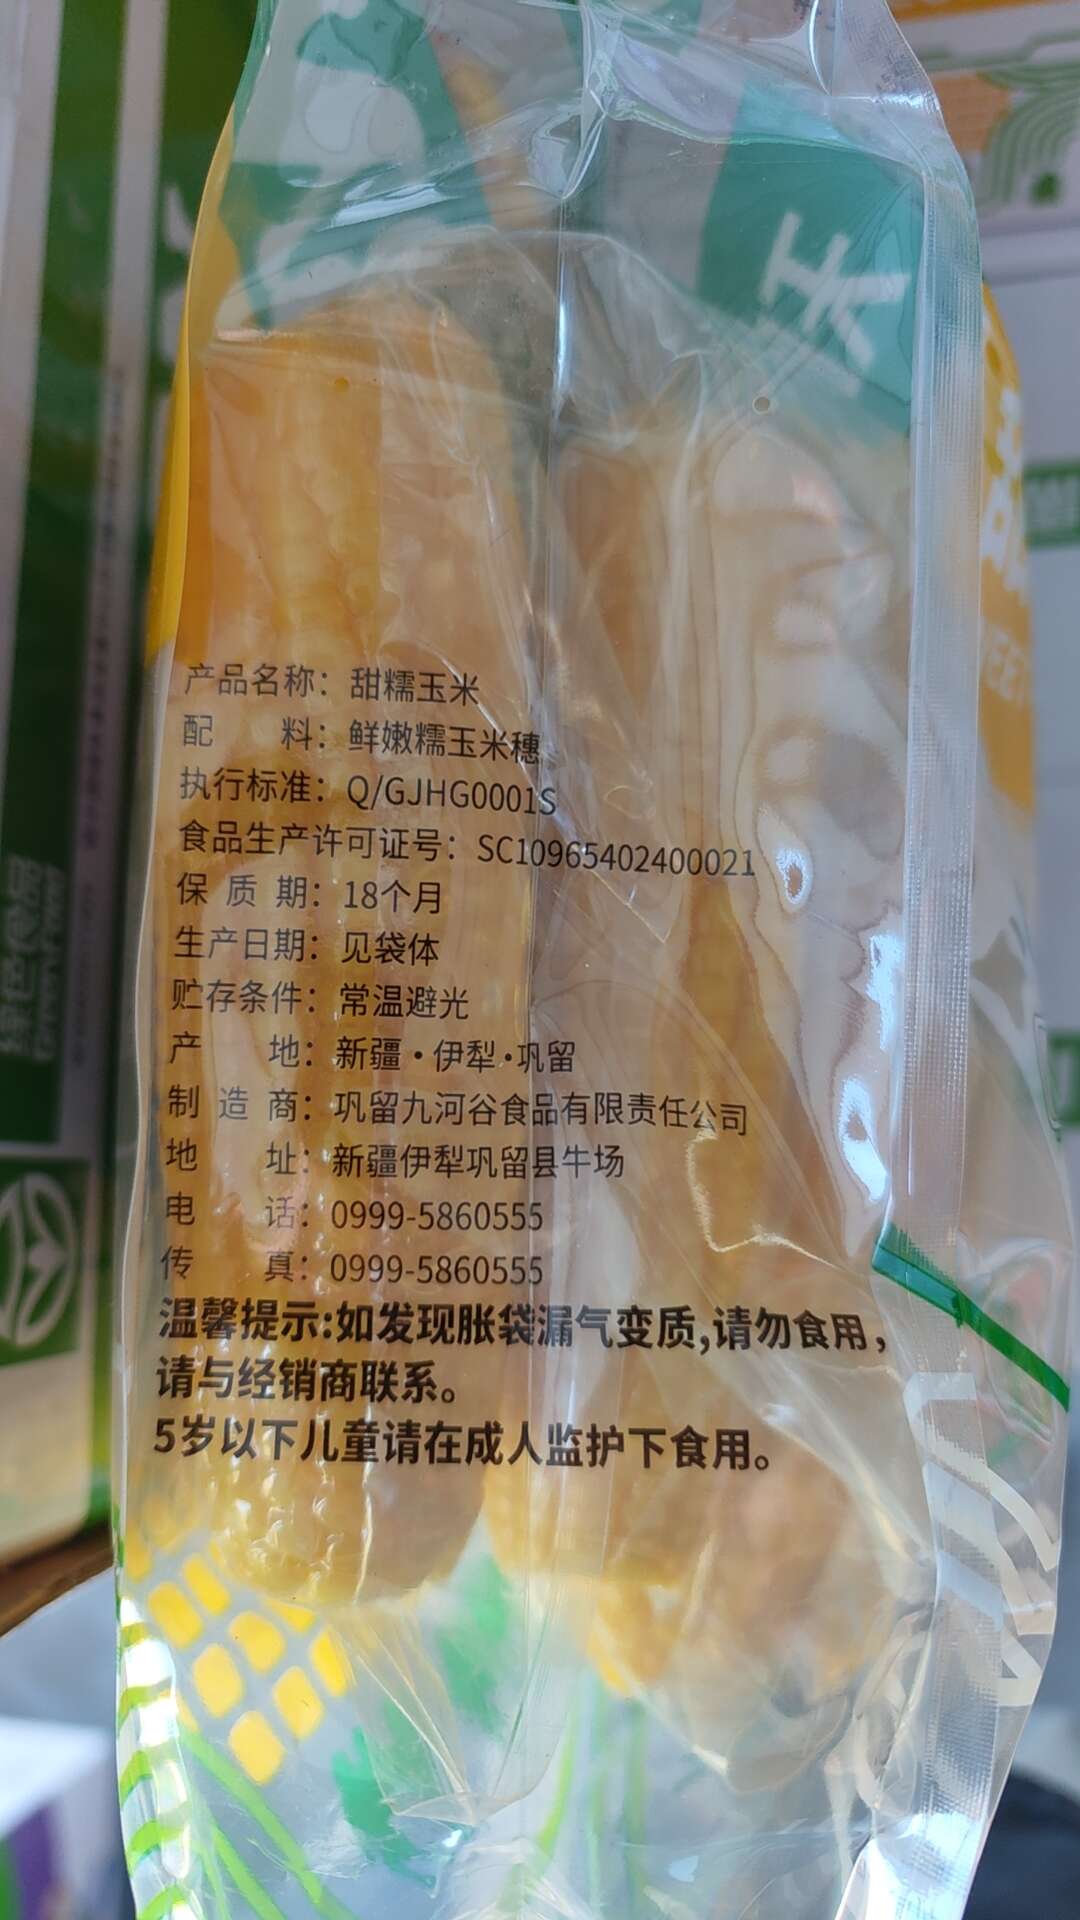 产品名称：甜糯玉米
配 料：鲜嫩糯玉米穗
执行标准：Q/GJHG0001S
食品生产许可证号：SC10965402400021
保质期：18个月
生产日期：见袋体
贮存条件：常温避光
产 地：新疆·伊犁·巩留
制造商：巩留九河谷食品有限责任公司
地 址：新疆伊犁巩留县牛场
电 话：0999-5860555
传 真：0999-5860555
温馨提示:如发现胀袋漏气变质,请勿食用，
请与经销商联系。
5岁以下儿童请在成人监护下食用。
绿色食品